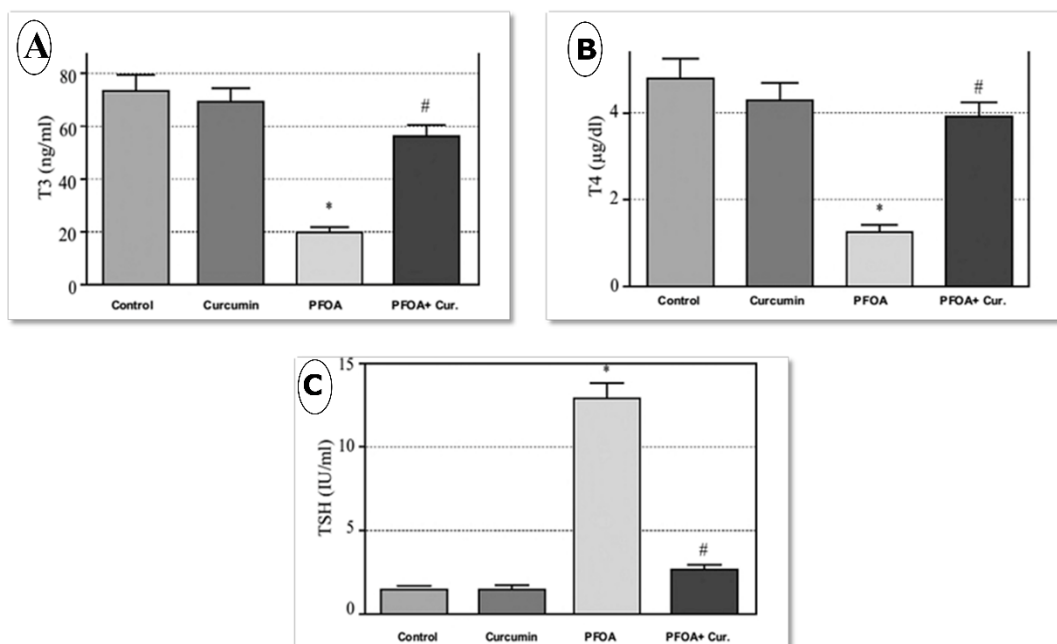 A
T3 (ng/ml)
80
60
40
20
0
*
#
Control Curcumin PFOA PFOA+ Cur.
B
T4 (µg/dl)
4
2
0
*
#
Control Curcumin PFOA PFOA+ Cur.
C
TSH (IU/ml)
15
10
5
0
*
#
Control Curcumin PFOA PFOA+ Cur.